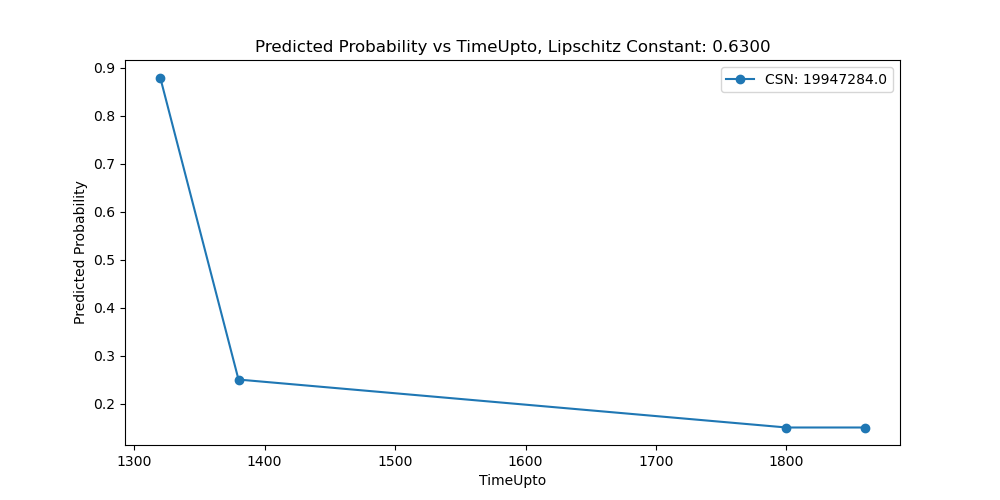 Predicted Probability vs TimeUpto, Lipschitz Constant: 0.6300
CSN: 19947284.0
Predicted Probability
0.9
0.8
0.7
0.6
0.5
0.4
0.3
0.2
1300 1400 1500 1600 1700 1800
TimeUpto